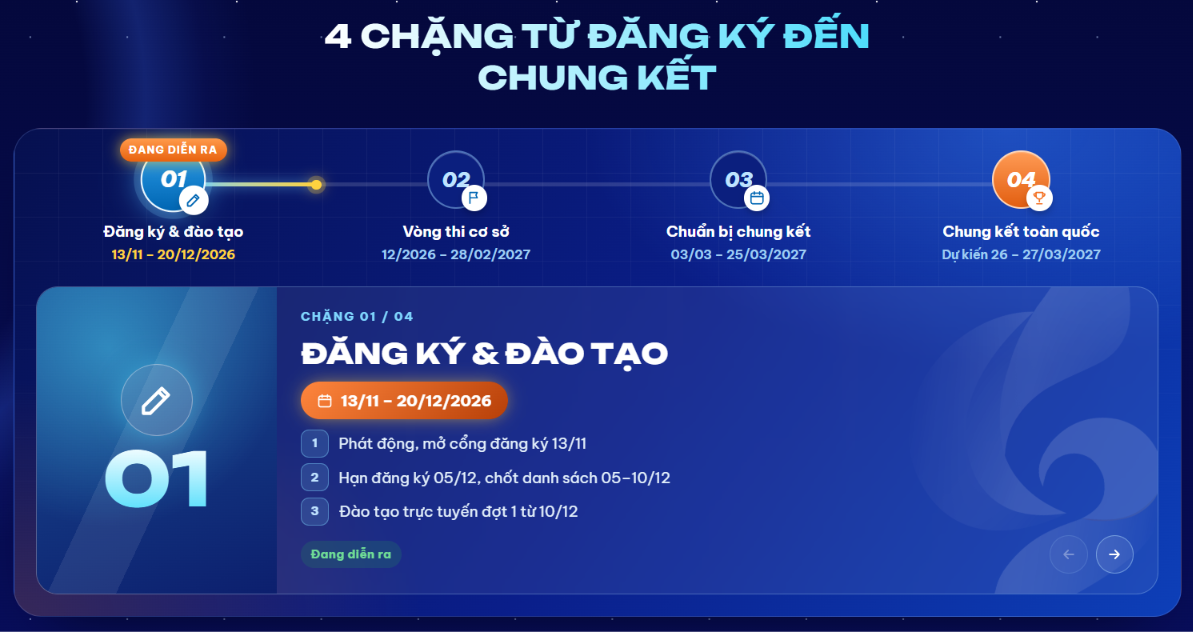 4 CHẶNG TỪ ĐĂNG KÝ ĐẾN
CHUNG KẾT
ĐANG DIỄN RA
01
02
03
04
Đăng ký & đào tạo
Vòng thi cơ sở
Chuẩn bị chung kết
Chung kết toàn quốc
13/11 – 20/12/2026
12/2026 – 28/02/2027
03/03 – 25/03/2027
Dự kiến 26 – 27/03/2027
01
CHẶNG 01 / 04
ĐĂNG KÝ & ĐÀO TẠO
13/11 – 20/12/2026
1 Phát động, mở cổng đăng ký 13/11
2 Hạn đăng ký 05/12, chốt danh sách 05–10/12
3 Đào tạo trực tuyến đợt 1 từ 10/12
Đang diễn ra